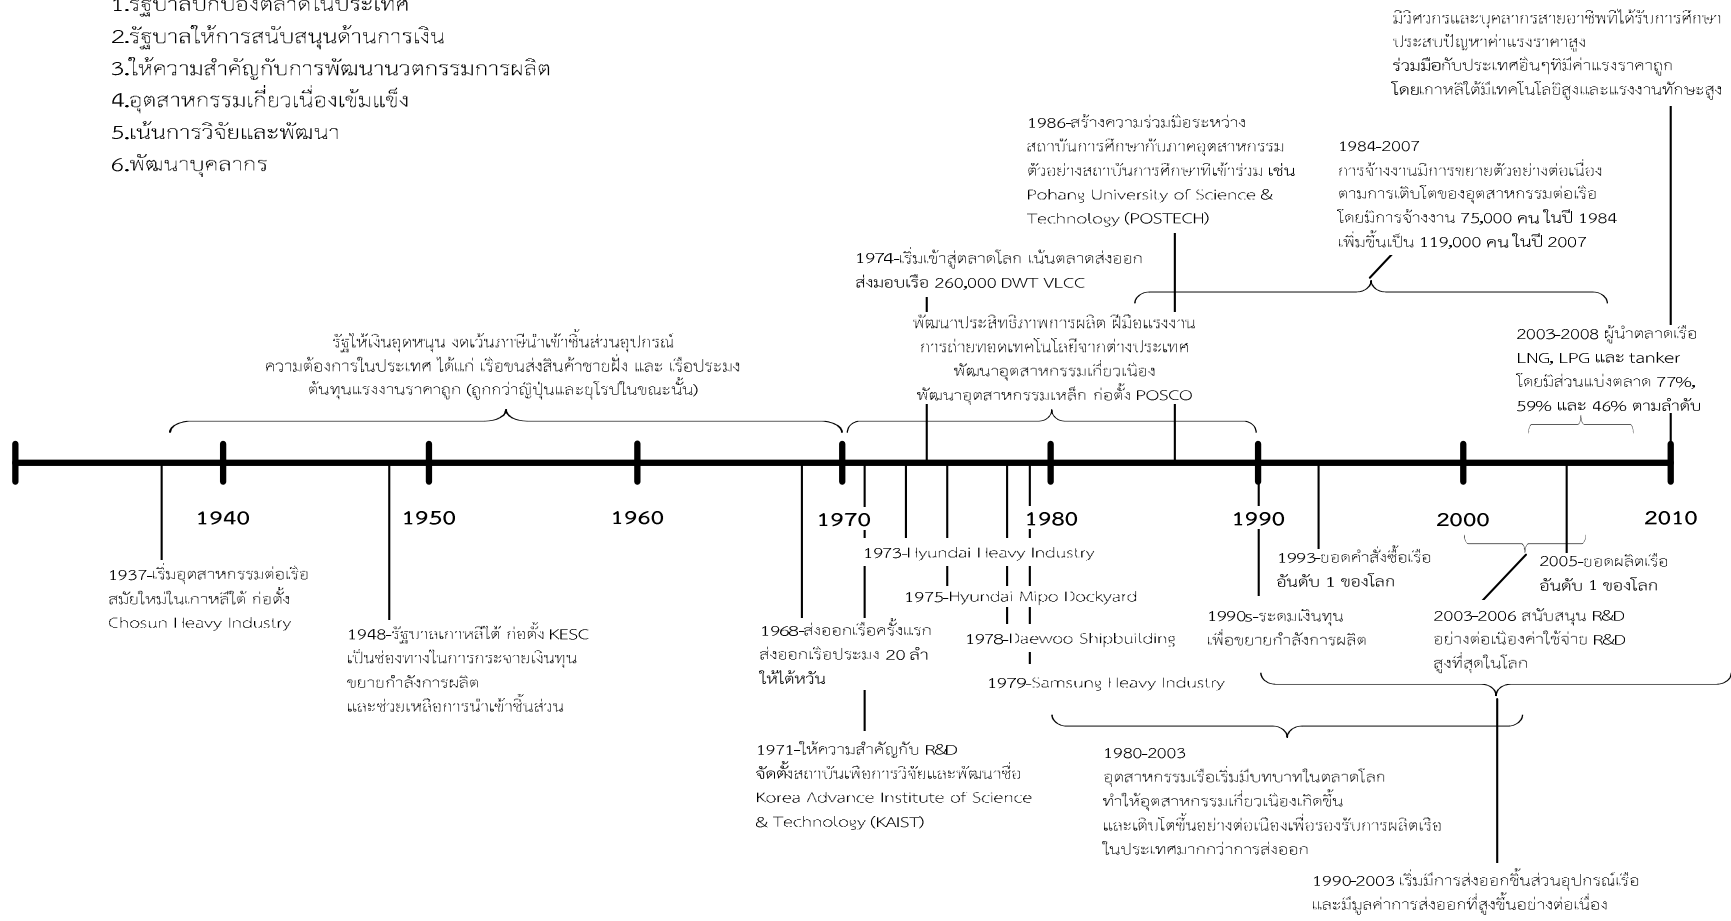 1.รัฐบาลปกป้องตลาดในประเทศ
2.รัฐบาลให้การสนับสนุนด้านการเงิน
3.ให้ความสำคัญกับการพัฒนานวตกรรมการผลิต
4.อุตสาหกรรมเกี่ยวเนื่องเข้มแข็ง
5.เน้นการวิจัยและพัฒนา
6.พัฒนาบุคลากร
มีวิศวกรและบุคลากรสายอาชีพที่ได้รับการศึกษา
ประสบปัญหาค่าแรงราคาสูง
ร่วมมือกับประเทศอื่นๆที่มีค่าแรงราคาถูก
โดยเกาหลีใต้มีเทคโนโลยีสูงและแรงงานทักษะสูง
1986-สร้างความร่วมมือระหว่าง
สถาบันการศึกษากับภาคอุตสาหกรรม
ตัวอย่างสถาบันการศึกษาที่เข้าร่วม เช่น
Pohang University of Science &
Technology (POSTECH)
1984-2007
การจ้างงานมีการขยายตัวอย่างต่อเนื่อง
ตามการเติบโตของอุตสาหกรรมต่อเรือ
โดยมีการจ้างงาน 75,000 คน ในปี 1984
เพิ่มขึ้นเป็น 119,000 คน ในปี 2007
1974-เริ่มเข้าสู่ตลาดโลก เน้นตลาดส่งออก
ส่งมอบเรือ 260,000 DWT VLCC
พัฒนาประสิทธิภาพการผลิต ฝีมือแรงงาน
การถ่ายทอดเทคโนโลยีจากต่างประเทศ
พัฒนาอุตสาหกรรมเกี่ยวเนื่อง
พัฒนาอุตสาหกรรมเหล็ก ก่อตั้ง POSCO
รัฐให้เงินอุดหนุน งดเว้นภาษีนำเข้าชิ้นส่วนอุปกรณ์
ความต้องการในประเทศ ได้แก่ เรือขนส่งสินค้าชายฝั่ง และ เรือประมง
ต้นทุนแรงงานราคาถูก (ถูกกว่าญี่ปุ่นและยุโรปในขณะนั้น)
2003-2008 ผู้นำตลาดเรือ
LNG, LPG และ tanker
โดยมีส่วนแบ่งตลาด 77%,
59% และ 46% ตามลำดับ
1940
1950
1960
1970
1980
1990
2000
2010
1937-เริ่มอุตสาหกรรมต่อเรือ
สมัยใหม่ในเกาหลีใต้ ก่อตั้ง
Chosun Heavy Industry
1948-รัฐบาลเกาหลีใต้ ก่อตั้ง KESC
เป็นช่องทางในการกระจายเงินทุน
ขยายกำลังการผลิต
และช่วยเหลือการนำเข้าชิ้นส่วน
1968-ส่งออกเรือครั้งแรก
ส่งออกเรือประมง 20 ลำ
ให้ไต้หวัน
1971-ให้ความสำคัญกับ R&D
จัดตั้งสถาบันเพื่อการวิจัยและพัฒนาชื่อ
Korea Advance Institute of Science
& Technology (KAIST)
1973-Hyundai Heavy Industry
1975-Hyundai Mipo Dockyard
1978-Daewoo Shipbuilding
1979-Samsung Heavy Industry
1993-ยอดคำสั่งซื้อเรือ
อันดับ 1 ของโลก
1990s-ระดมเงินทุน
เพื่อขยายกำลังการผลิต
2005-ยอดผลิตเรือ
อันดับ 1 ของโลก
2003-2006 สนับสนุน R&D
อย่างต่อเนื่องค่าใช้จ่าย R&D
สูงที่สุดในโลก
1980-2003
อุตสาหกรรมเรือเริ่มมีบทบาทในตลาดโลก
ทำให้อุตสาหกรรมเกี่ยวเนื่องเกิดขึ้น
และเติบโตขึ้นอย่างต่อเนื่องเพื่อรองรับการผลิตเรือ
ในประเทศมากกว่าการส่งออก
1990-2003 เริ่มมีการส่งออกชิ้นส่วนอุปกรณ์เรือ
และมีมูลค่าการส่งออกที่สูงขึ้นอย่างต่อเนื่อง